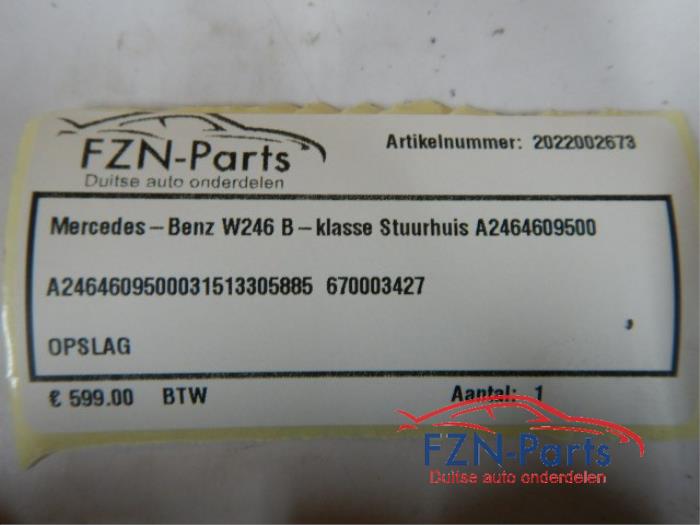 FZN-Parts
Duitse auto onderdelen
Artikelnummer: 2022002673
Mercedes-Benz W246 B-klasse Stuurhuis A2464609500
A2464609500031513305885 670003427
OPSLAG
€ 599.00 BTW
Aantal: 1
FZN-Parts
Duitse auto onderdelen